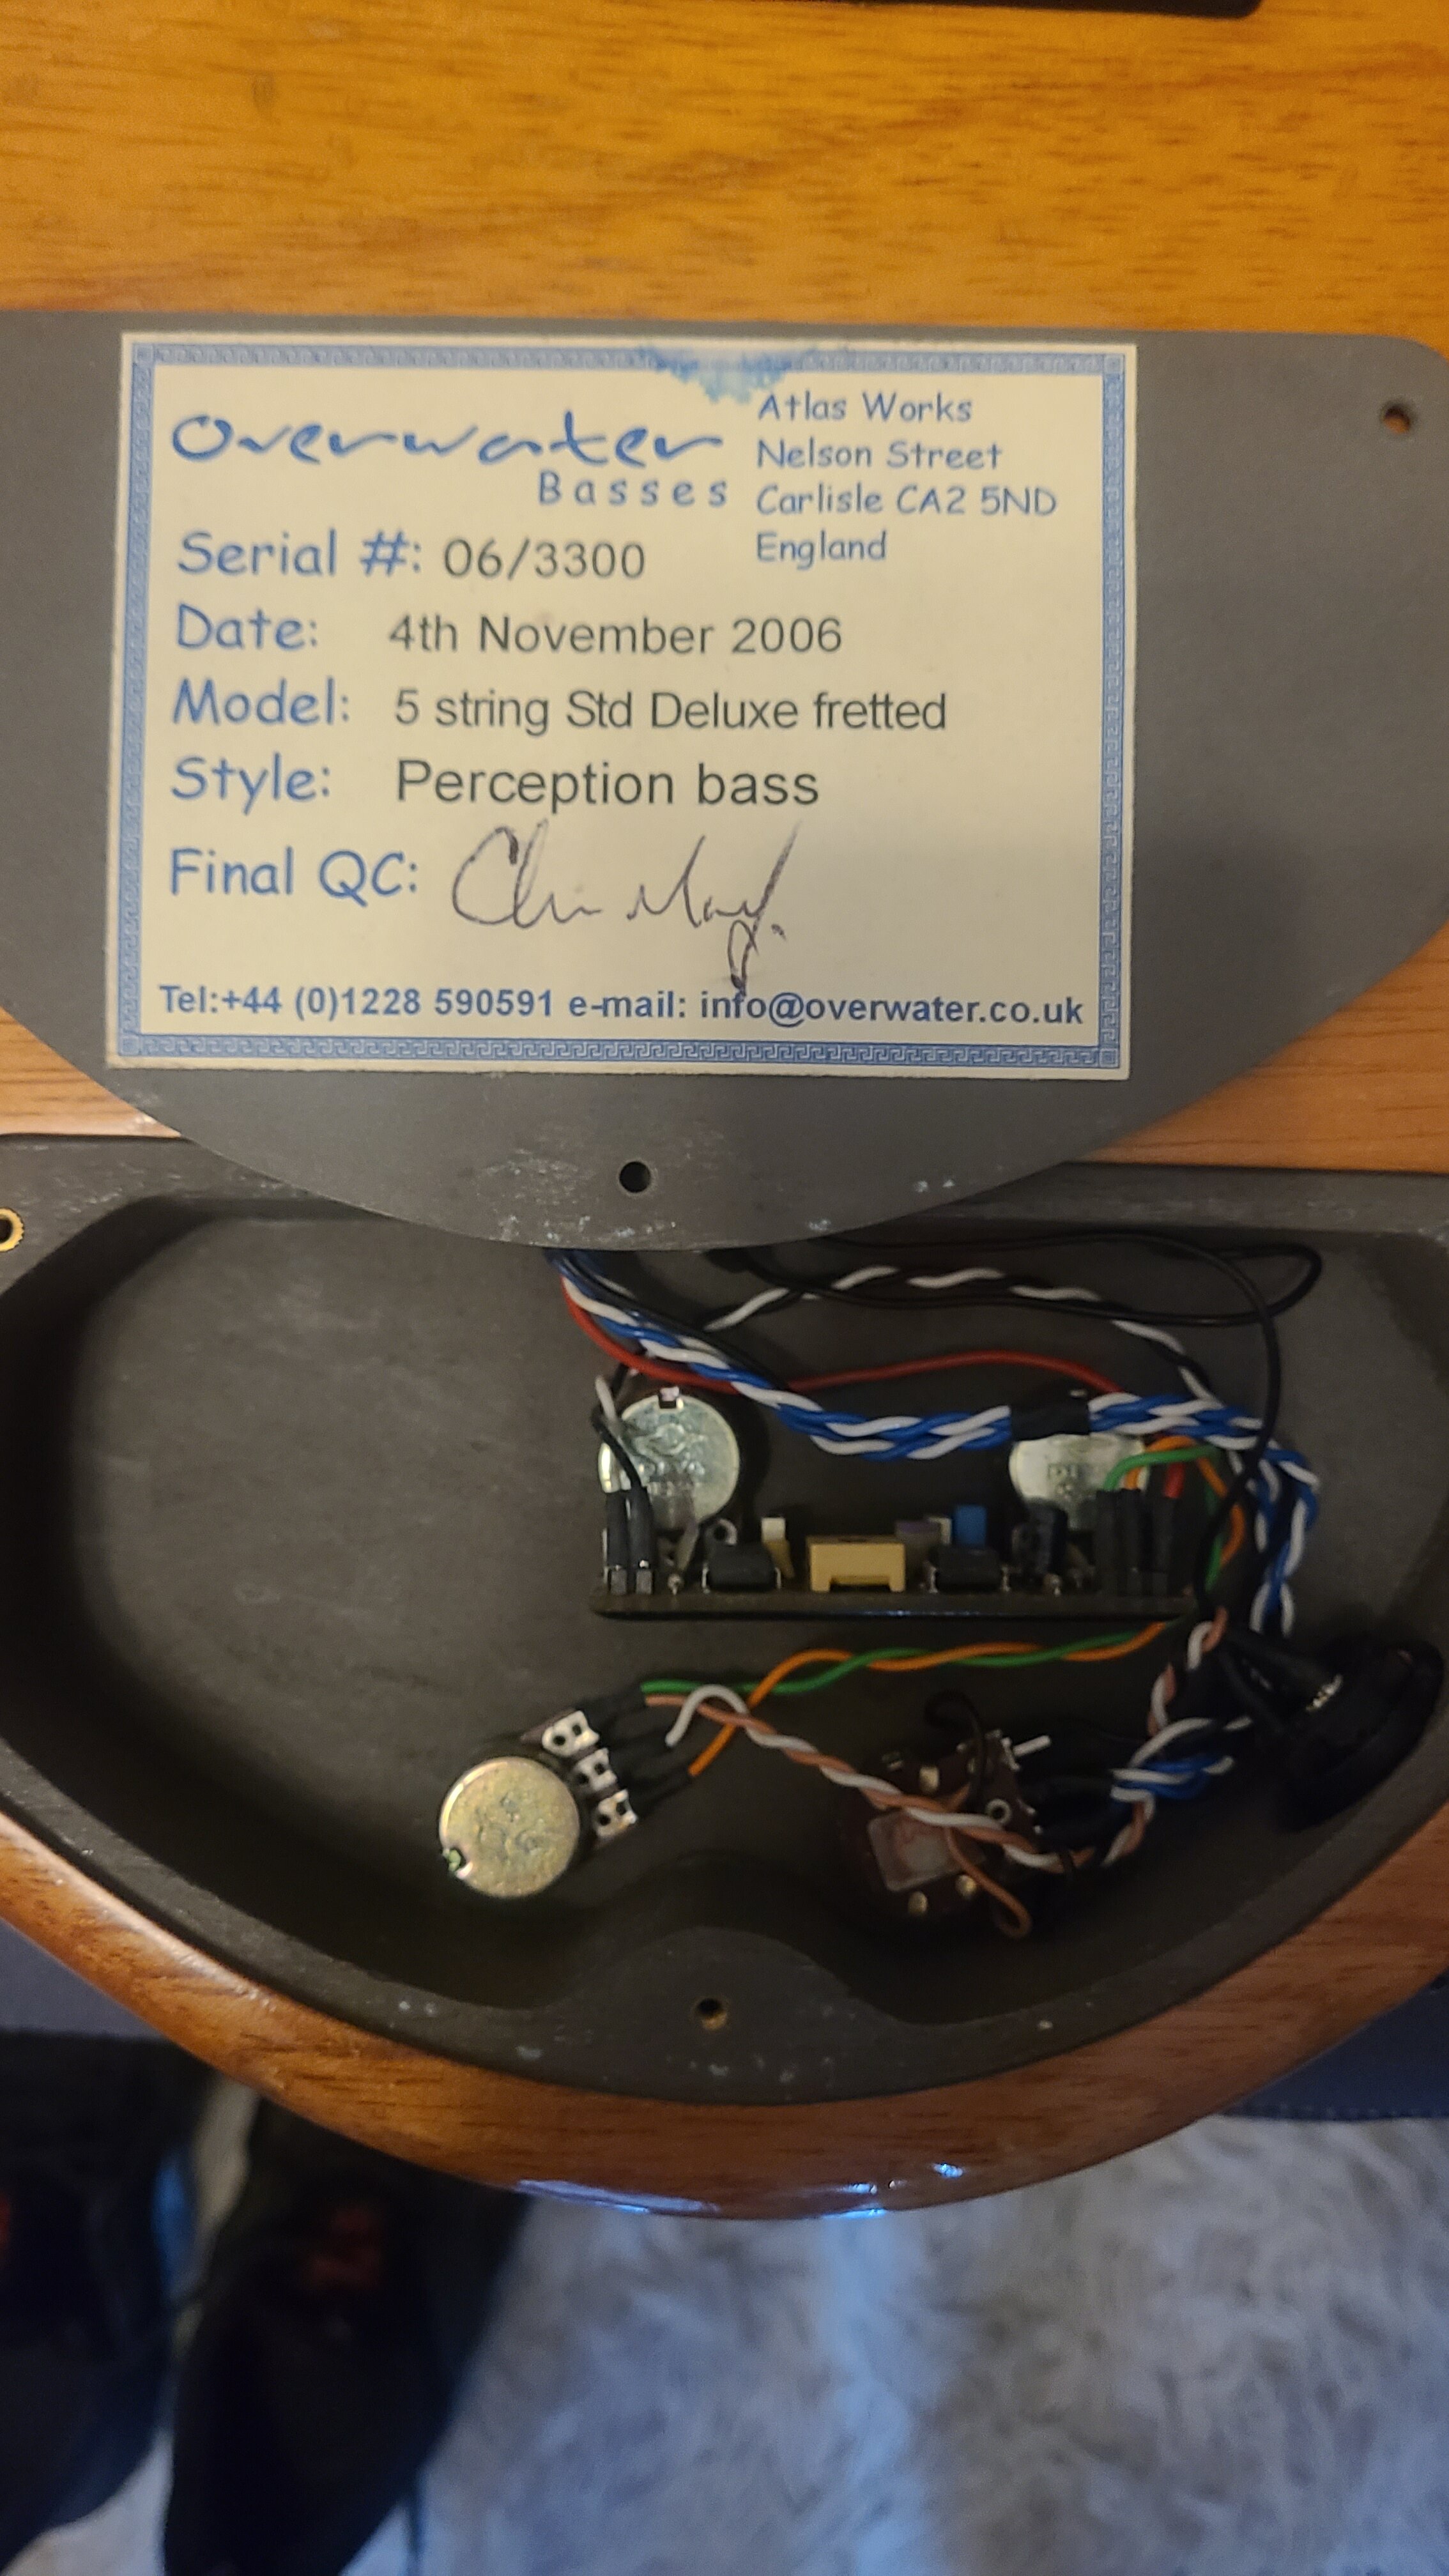 Overwater
Basses
Atlas Works
Nelson Street
Carlisle CA2 5ND
England
Serial #: 06/3300
Date: 4th November 2006
Model: 5 string Std Deluxe fretted
Style: Perception bass
Final QC:
Tel:+44 (0)1228 590591 e-mail: info@overwater.co.uk